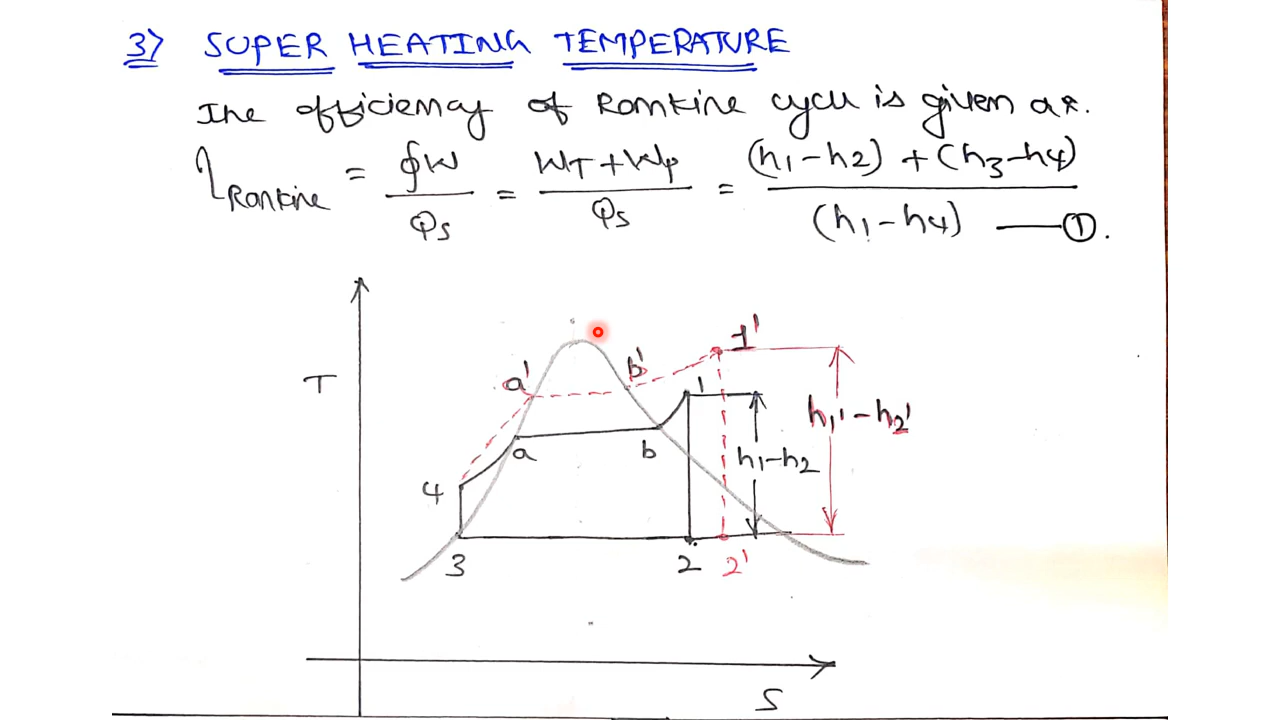 3> SUPER HEATING TEMPERATURE
The efficiency of Rankine cycle is given as.
η Rankine = ∮W / Qs = WT + Wp / Qs = (h1 - h2) + (h3 - h4) / (h1 - h4) — ①.
1'
b'
a'
T
1
h1' - h2'
a
b
h1 - h2
4
3
2
2'
S